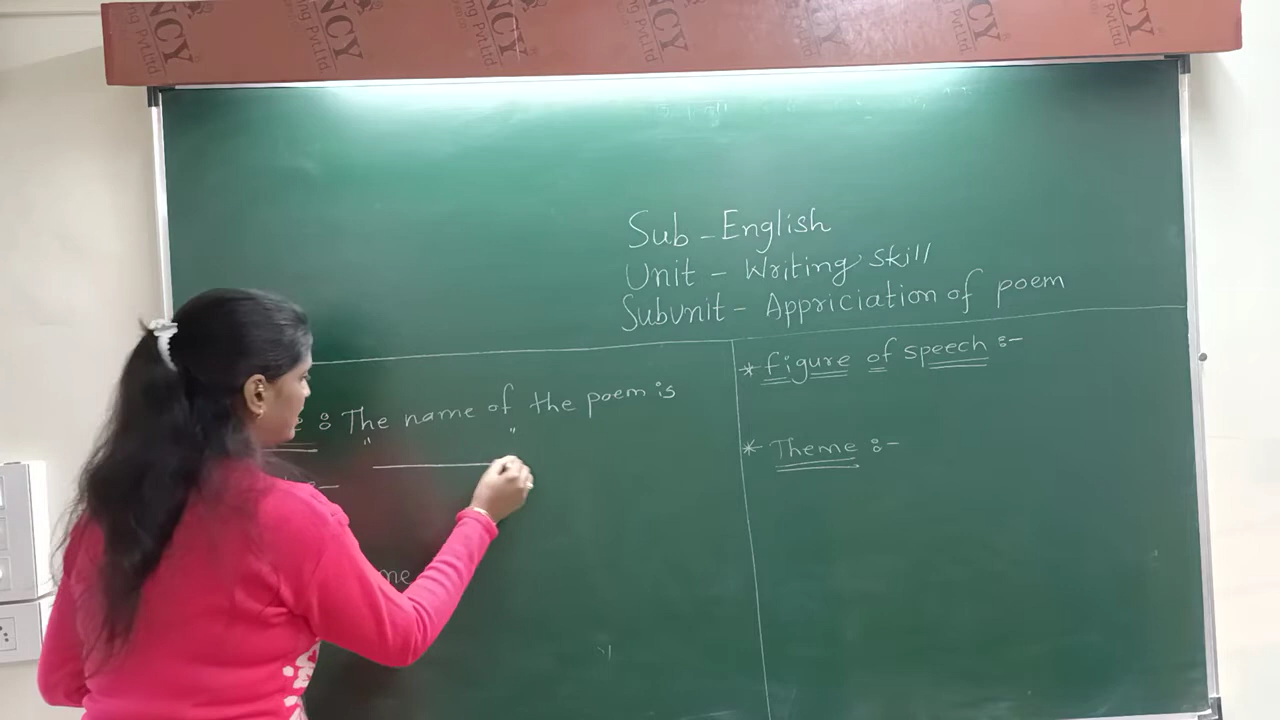 Sub - English
Unit - Writing skill
Subunit - Appriciation of poem
: The name of the poem is
" "
* figure of speech :-
* Theme :-